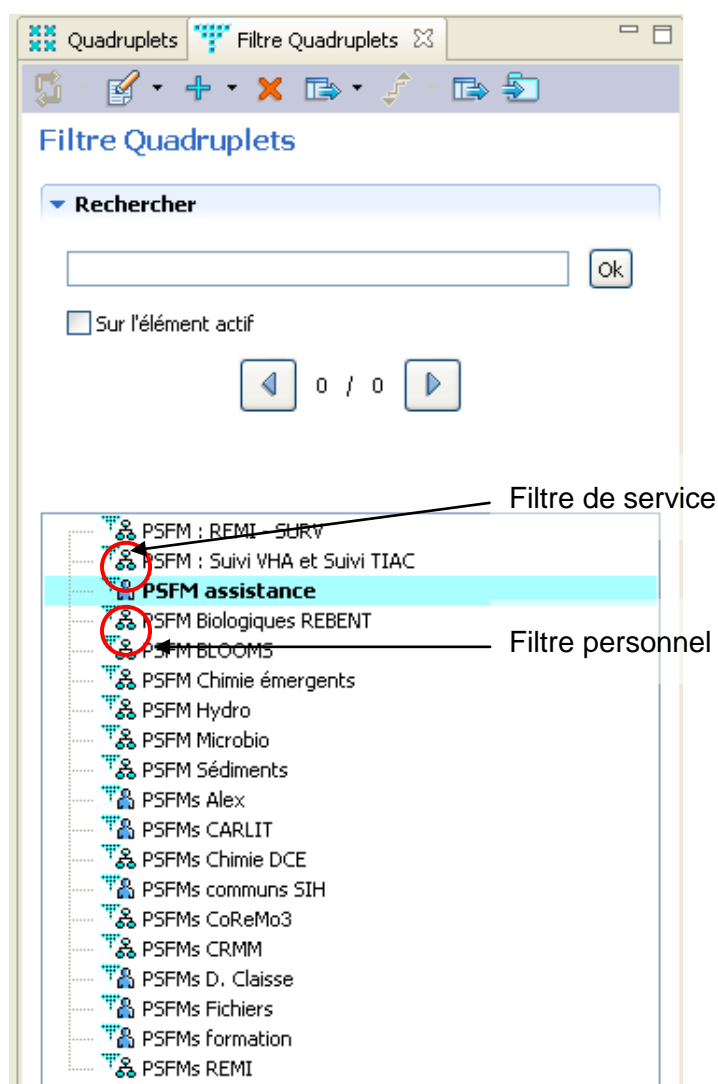 Quadruplets
Filtre Quadruplets
Filtre Quadruplets
Rechercher
Ok
Sur l'élément actif
0 / 0
Filtre de service
PSFM : REMI - SURV
PSFM : Suivi VHA et Suivi TIAC
PSFM assistance
PSFM Biologiques REBENT
Filtre personnel
PSFM BLOOMS
PSFM Chimie émergents
PSFM Hydro
PSFM Microbio
PSFM Sédiments
PSFMs Alex
PSFMs CARLIT
PSFMs Chimie DCE
PSFMs communs SIH
PSFMs CoReMo3
PSFMs CRMM
PSFMs D. Claisse
PSFMs Fichiers
PSFMs formation
PSFMs REMI